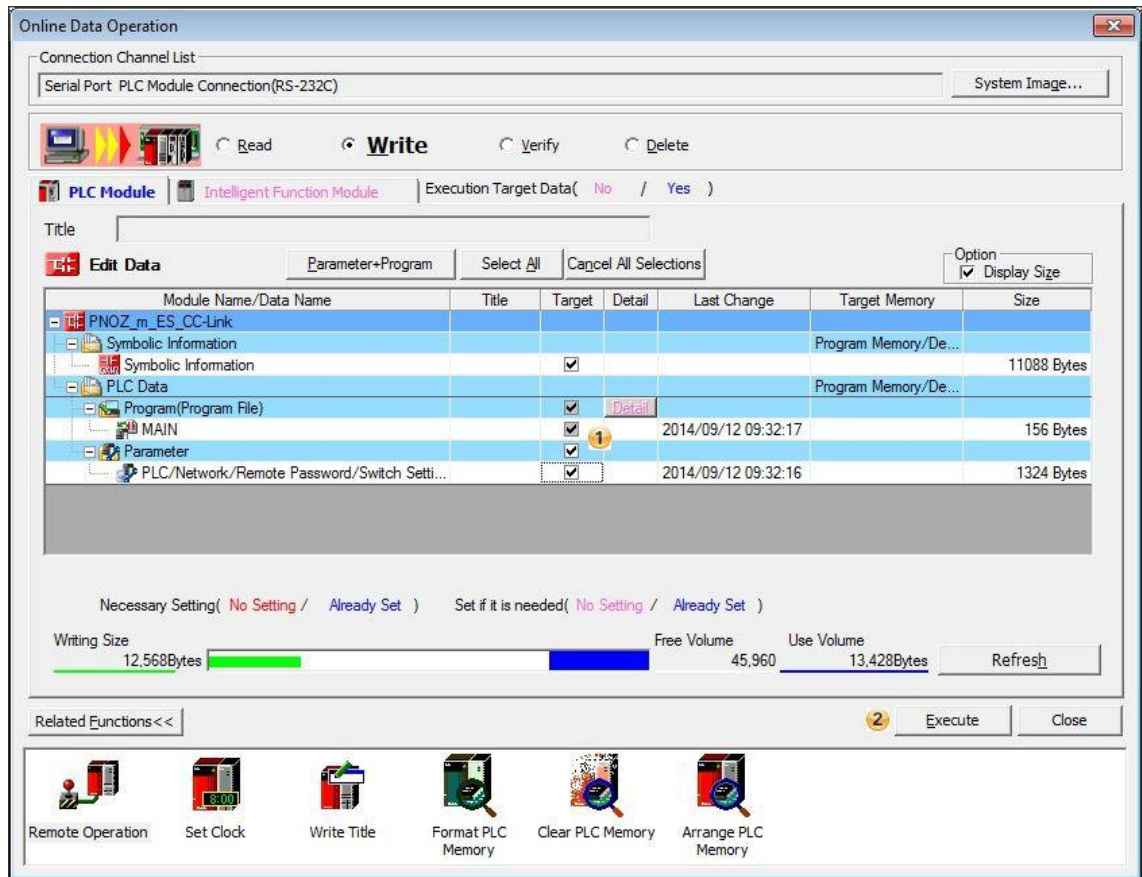 Online Data Operation
Connection Channel List
Serial Port PLC Module Connection(RS-232C)
System Image...
Read Write Verify Delete
PLC Module Intelligent Function Module Execution Target Data( No / Yes )
Title
Edit Data Parameter+Program Select All Cancel All Selections
Option
Display Size
Module Name/Data Name Title Target Detail Last Change Target Memory Size
PNOZ_m_ES_CC-Link
Symbolic Information Program Memory/De...
Symbolic Information 11088 Bytes
PLC Data Program Memory/De...
Program(Program File) Detail
MAIN 2014/09/12 09:32:17 156 Bytes
1
Parameter
PLC/Network/Remote Password/Switch Setti... 2014/09/12 09:32:16 1324 Bytes
Necessary Setting( No Setting / Already Set ) Set if it is needed( No Setting / Already Set )
Writing Size Free Volume Use Volume
12,568Bytes 45,960 13,428Bytes Refresh
Related Functions<< 2 Execute Close
8:00
Remote Operation Set Clock Write Title Format PLC Memory Clear PLC Memory Arrange PLC Memory